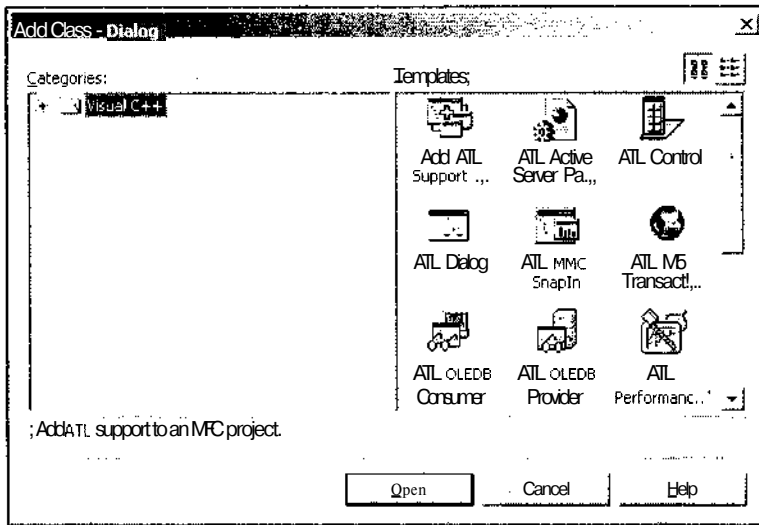 Add Class - Dialog
Categories:
Templates;
Visual C++
Add ATL
Support .,.
ATL Active
Server Pa.,,
ATL Control
ATL Dialog
ATL MMC
SnapIn
ATL M5
Transact!,..
ATL OLEDB
Consumer
ATL OLEDB
Provider
ATL
Performanc..'
; Add ATL support to an MFC project.
Open
Cancel
Help